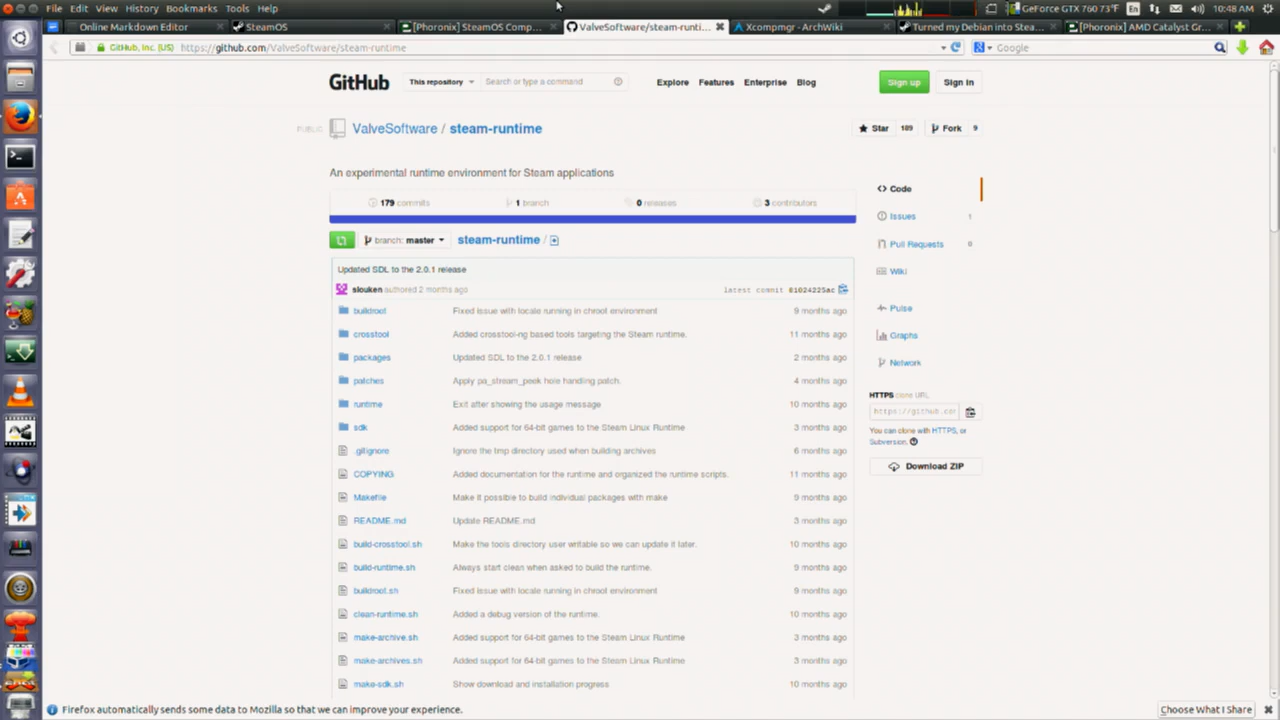 File Edit View History Bookmarks Tools Help
GeForce GTX 760 73°F En 10:48 AM
Online Markdown Editor SteamOS [Phoronix] SteamOS Comp... ValveSoftware/steam-runti... Xcompmgr - ArchWiki Turned my Debian into Stea... [Phoronix] AMD Catalyst Gr...
GitHub, Inc. (US) https://github.com/ValveSoftware/steam-runtime Google
GitHub This repository Search or type a command Explore Features Enterprise Blog Sign up Sign in
PUBLIC ValveSoftware / steam-runtime Star 189 Fork 9
An experimental runtime environment for Steam applications
179 commits 1 branch 0 releases 3 contributors
branch: master steam-runtime /
Updated SDL to the 2.0.1 release
slouken authored 2 months ago latest commit 81024225ac
buildroot Fixed issue with locale running in chroot environment 9 months ago
crosstool Added crosstool-ng based tools targeting the Steam runtime. 11 months ago
packages Updated SDL to the 2.0.1 release 2 months ago
patches Apply pa_stream_peek hole handling patch. 4 months ago
runtime Exit after showing the usage message 10 months ago
sdk Added support for 64-bit games to the Steam Linux Runtime 3 months ago
.gitignore Ignore the tmp directory used when building archives 6 months ago
COPYING Added documentation for the runtime and organized the runtime scripts. 11 months ago
Makefile Make it possible to build individual packages with make 9 months ago
README.md Update README.md 3 months ago
build-crosstool.sh Make the tools directory user writable so we can update it later. 10 months ago
build-runtime.sh Always start clean when asked to build the runtime. 9 months ago
buildroot.sh Fixed issue with locale running in chroot environment 9 months ago
clean-runtime.sh Added a debug version of the runtime. 10 months ago
make-archive.sh Added support for 64-bit games to the Steam Linux Runtime 3 months ago
make-archives.sh Added support for 64-bit games to the Steam Linux Runtime 3 months ago
make-sdk.sh Show download and installation progress 10 months ago
Code
Issues 1
Pull Requests 0
Wiki
Pulse
Graphs
Network
HTTPS clone URL
https://github.com
You can clone with HTTPS, or
Subversion.
Download ZIP
Firefox automatically sends some data to Mozilla so that we can improve your experience. Choose What I Share